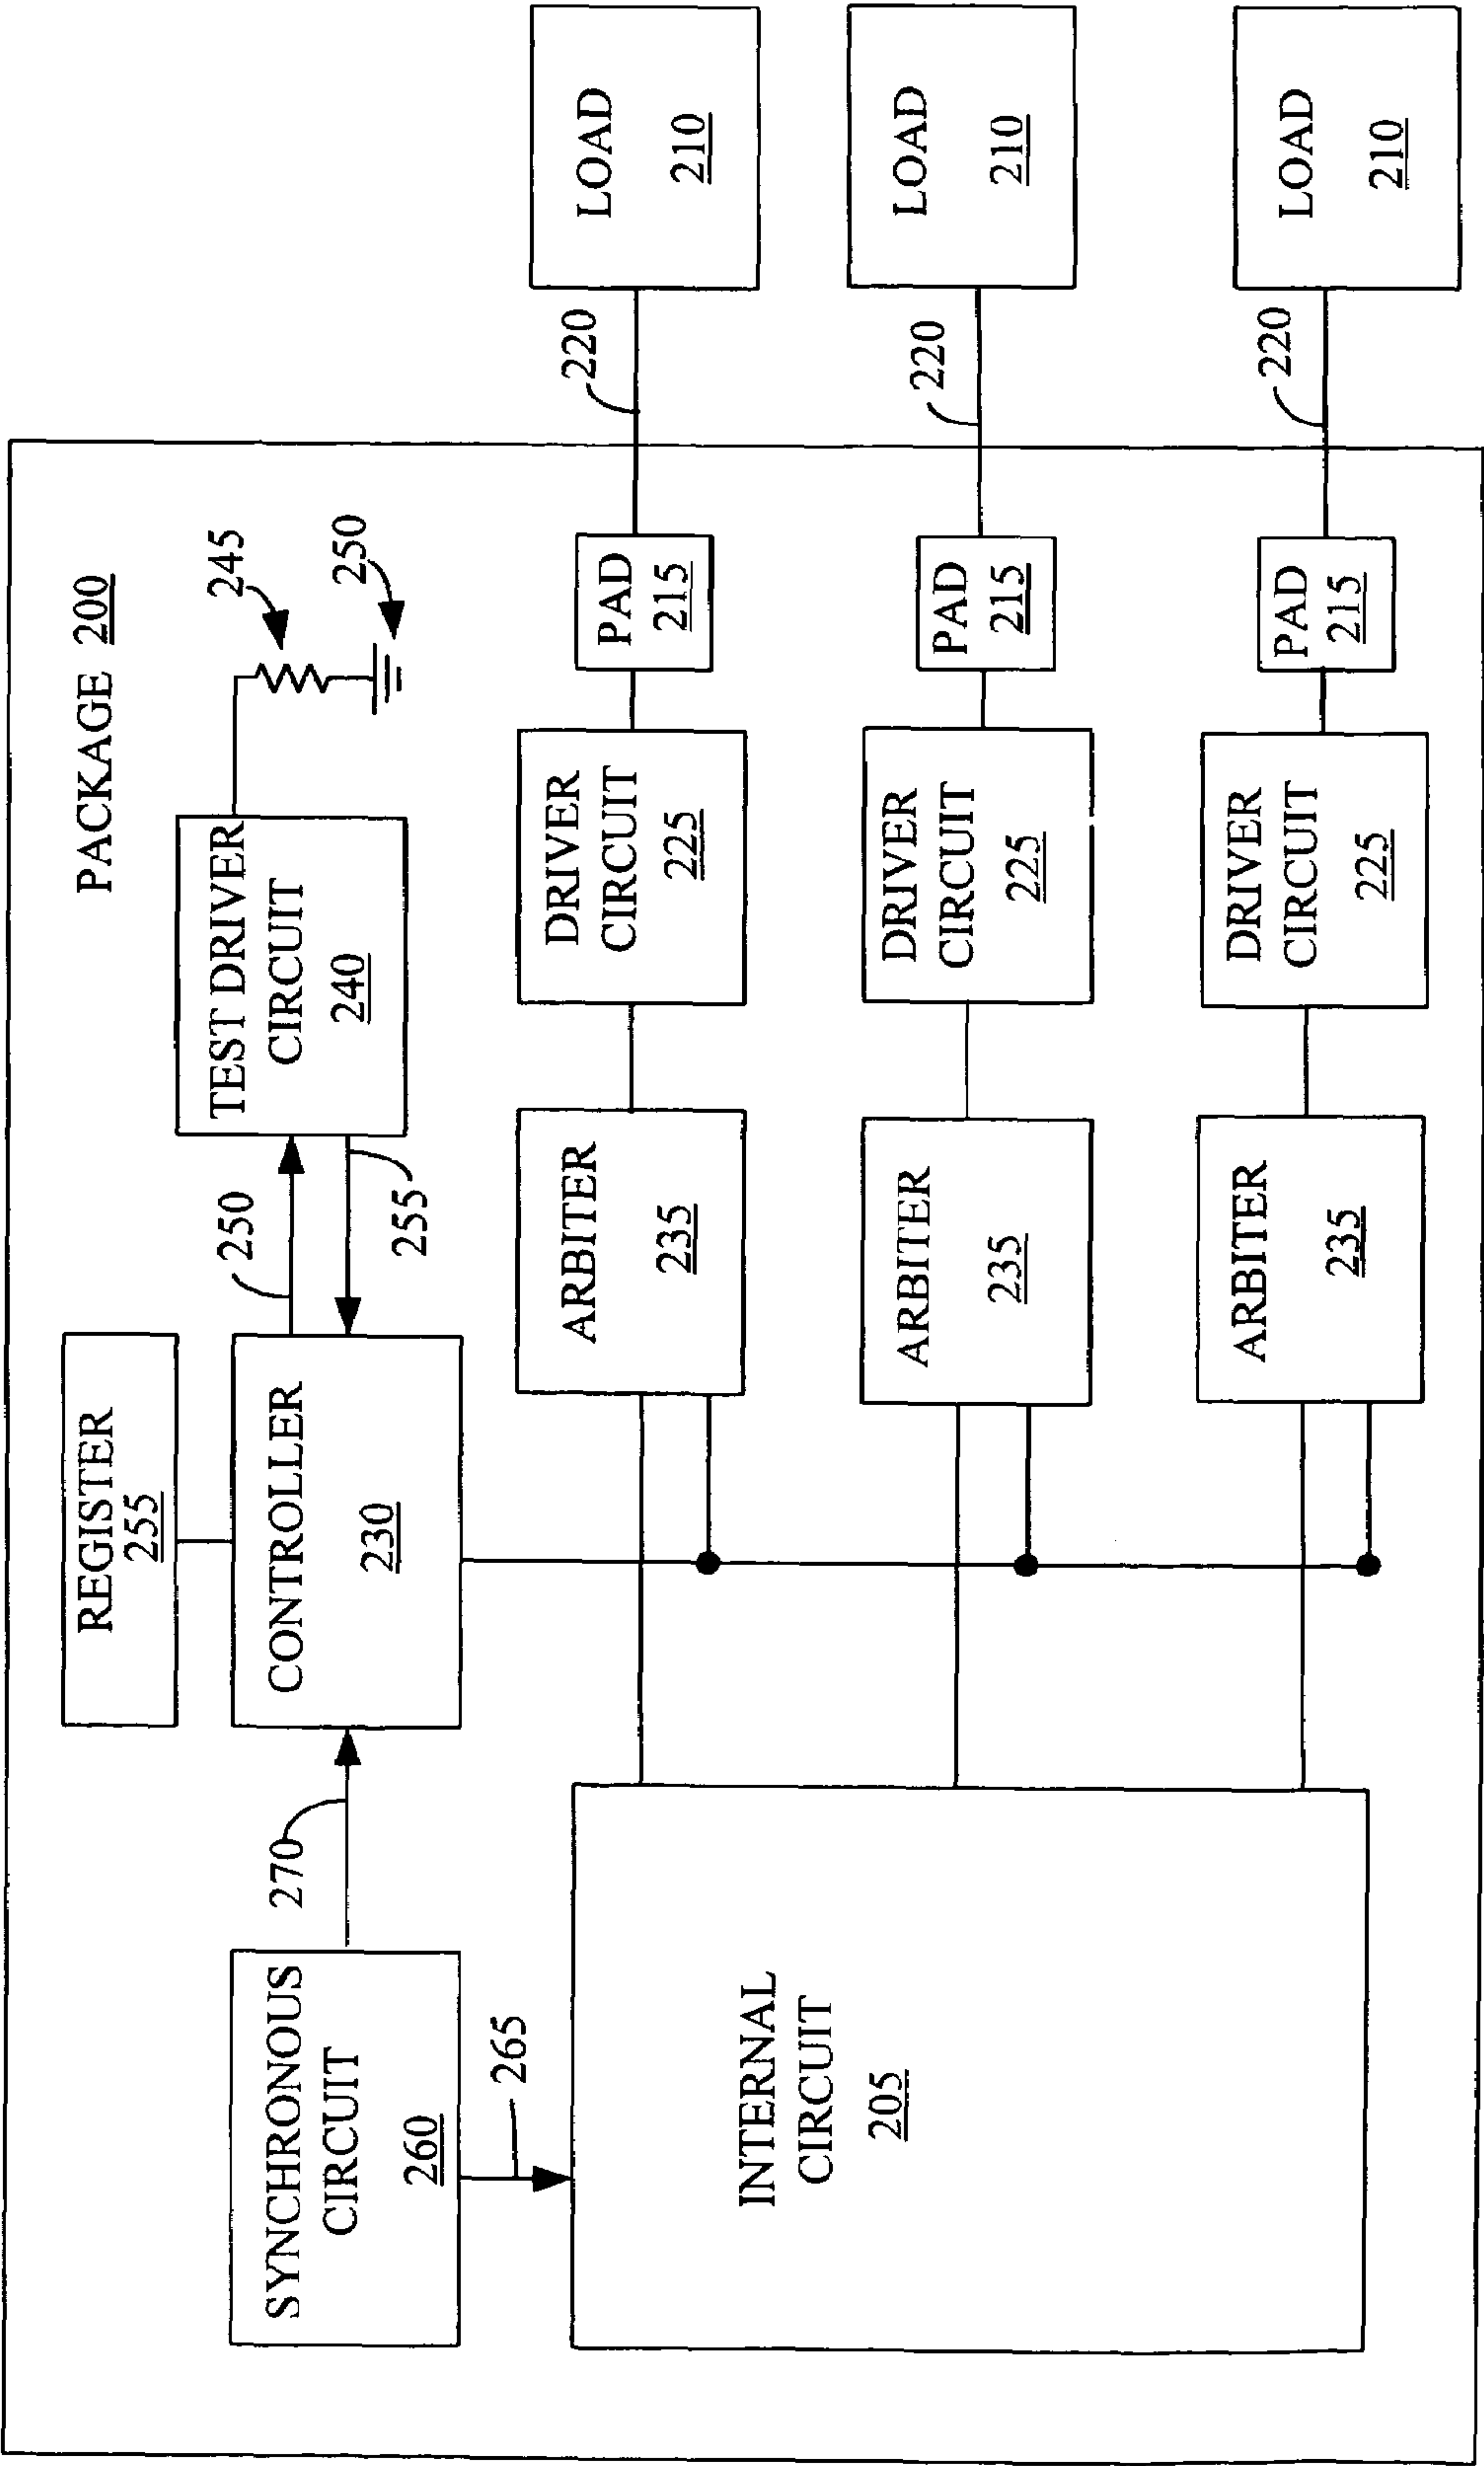 PACKAGE 200
REGISTER
255
245
250
SYNCHRONOUS
CIRCUIT
260
270
CONTROLLER
230
250
255
TEST DRIVER
CIRCUIT
240
265
INTERNAL
CIRCUIT
205
ARBITER
235
DRIVER
CIRCUIT
225
PAD
215
220
LOAD
210
ARBITER
235
DRIVER
CIRCUIT
225
PAD
215
220
LOAD
210
ARBITER
235
DRIVER
CIRCUIT
225
PAD
215
220
LOAD
210